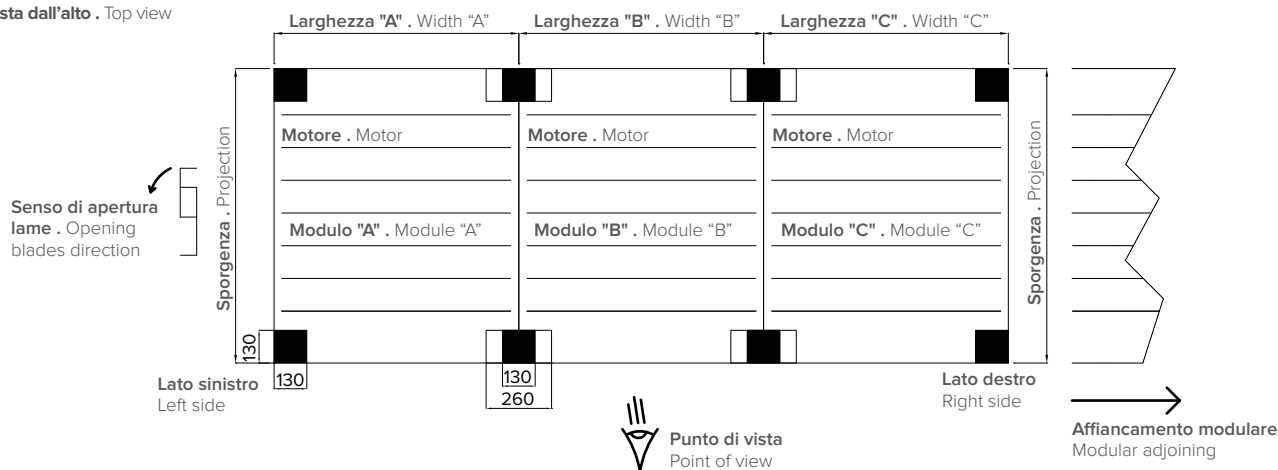 dall'alto . Top view
Larghezza "A" . Width “A”
Larghezza "B" . Width “B”
Larghezza "C" . Width “C”
Motore . Motor
Motore . Motor
Motore . Motor
Sporgenza . Projection
Sporgenza . Projection
Senso di apertura
lame . Opening
blades direction
Modulo "A" . Module “A”
Modulo "B" . Module “B”
Modulo "C" . Module “C”
130
130
130
260
Lato sinistro
Left side
Lato destro
Right side
Punto di vista
Point of view
Affiancamento modulare
Modular adjoining